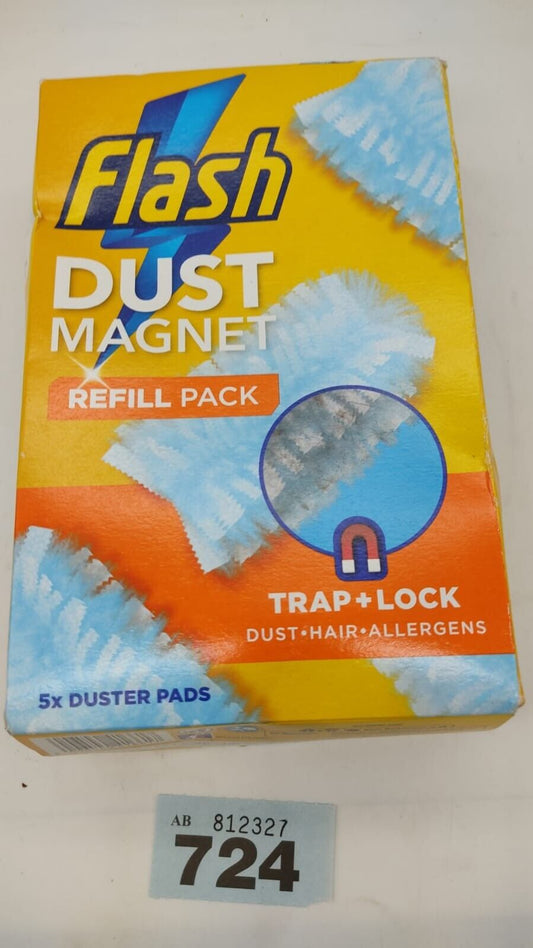 Flash
DUST
MAGNET
REFILL PACK
TRAP+LOCK
DUST•HAIR•ALLERGENS
5x DUSTER PADS
AB 812327
724